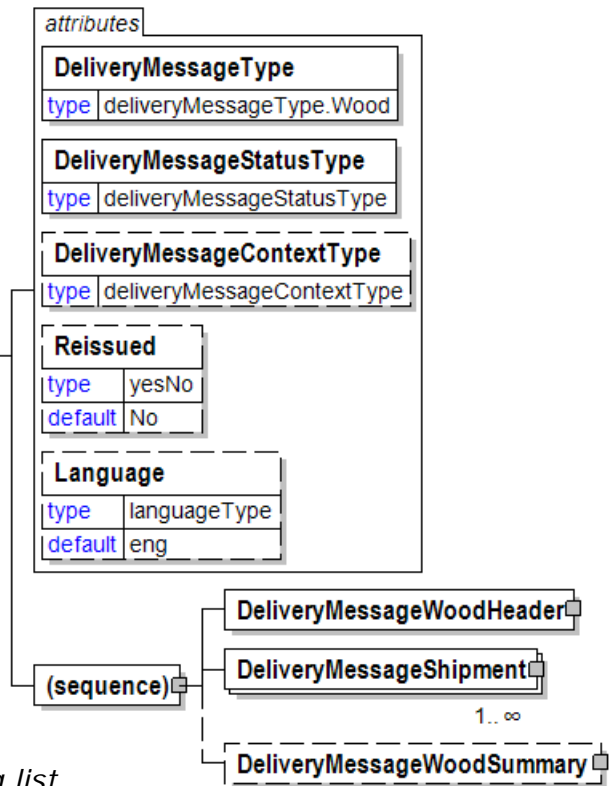 attributes
DeliveryMessageType
type deliveryMessageType.Wood
DeliveryMessageStatusType
type deliveryMessageStatusType
DeliveryMessageContextType
type deliveryMessageContextType
Reissued
type yesNo
default No
Language
type languageType
default eng
DeliveryMessageWoodHeader
(sequence)
DeliveryMessageShipment
1.. ∞
DeliveryMessageWoodSummary
list